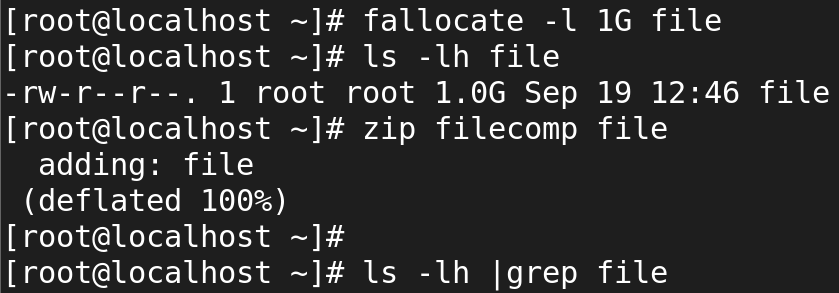 [root@localhost ~]# fallocate -l 1G file
[root@localhost ~]# ls -lh file
-rw-r--r--. 1 root root 1.0G Sep 19 12:46 file
[root@localhost ~]# zip filecomp file
  adding: file
 (deflated 100%)
[root@localhost ~]#
[root@localhost ~]# ls -lh |grep file